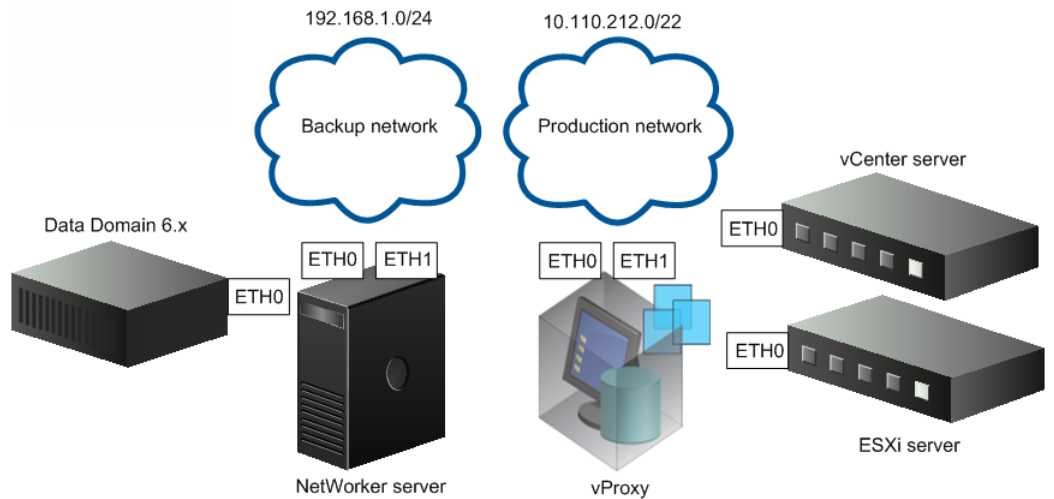 192.168.1.0/24
10.110.212.0/22
Backup network
Production network
vCenter server
Data Domain 6.x
ETH0
ETH0
ETH1
ETH0
ETH1
ETH0
ETH0
ESXi server
NetWorker server
vProxy